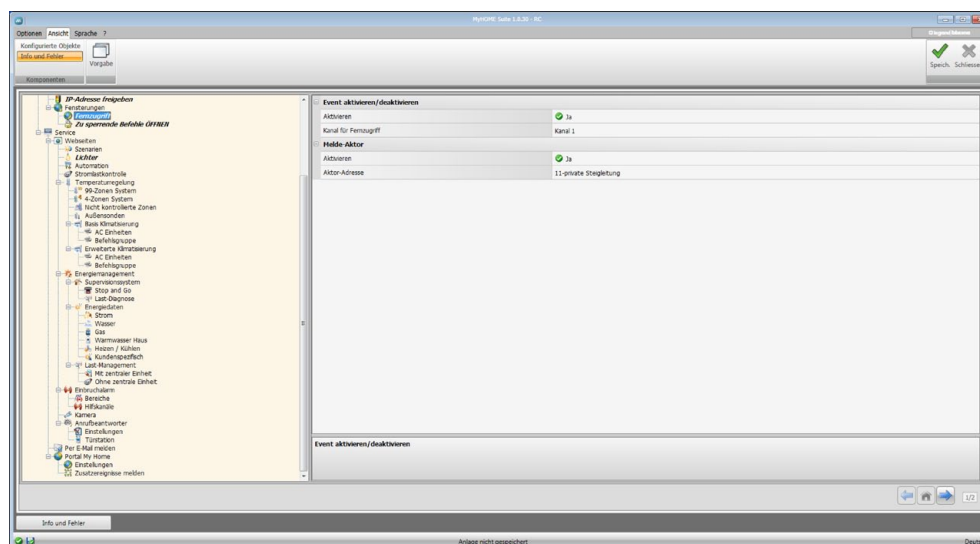 MyHOME Suite 1.0.30 - RC
Optionen Ansicht Sprache ?
Konfigurierte Objekte
Info und Fehler
Vorgabe
Komponenten
Speich. Schliessen
IP-Adresse freigeben
Fernzugriff
Zu sperrende Befehle ÖFFNEN
Service
Webseiten
Szenarien
Lichter
Automation
Stromlastkontrolle
Temperaturregelung
99-Zonen System
4-Zonen System
Nicht kontrollierte Zonen
Außensonden
Basis Klimatisierung
AC Einheiten
Befehlsgruppe
Erweiterte Klimatisierung
AC Einheiten
Befehlsgruppe
Energiemanagement
Supervisionssystem
Stop and Go
Last-Diagnose
Energiedaten
Strom
Wasser
Gas
Warmwasser Haus
Heizen / Kühlen
Kundenspezifisch
Last-Management
Mit zentraler Einheit
Ohne zentrale Einheit
Einbruchalarm
Bereiche
Hilfskanäle
Kamera
Anrufbeantworter
Einstellungen
Türstation
Per E-Mail melden
Portal My Home
Einstellungen
Zusatzereignisse melden
Event aktivieren/deaktivieren
Aktivieren Ja
Kanal für Fernzugriff Kanal 1
Melde-Aktor
Aktivieren Ja
Aktor-Adresse 11-private Steigleitung
Event aktivieren/deaktivieren
1/2
Info und Fehler
Anlage nicht gespeichert